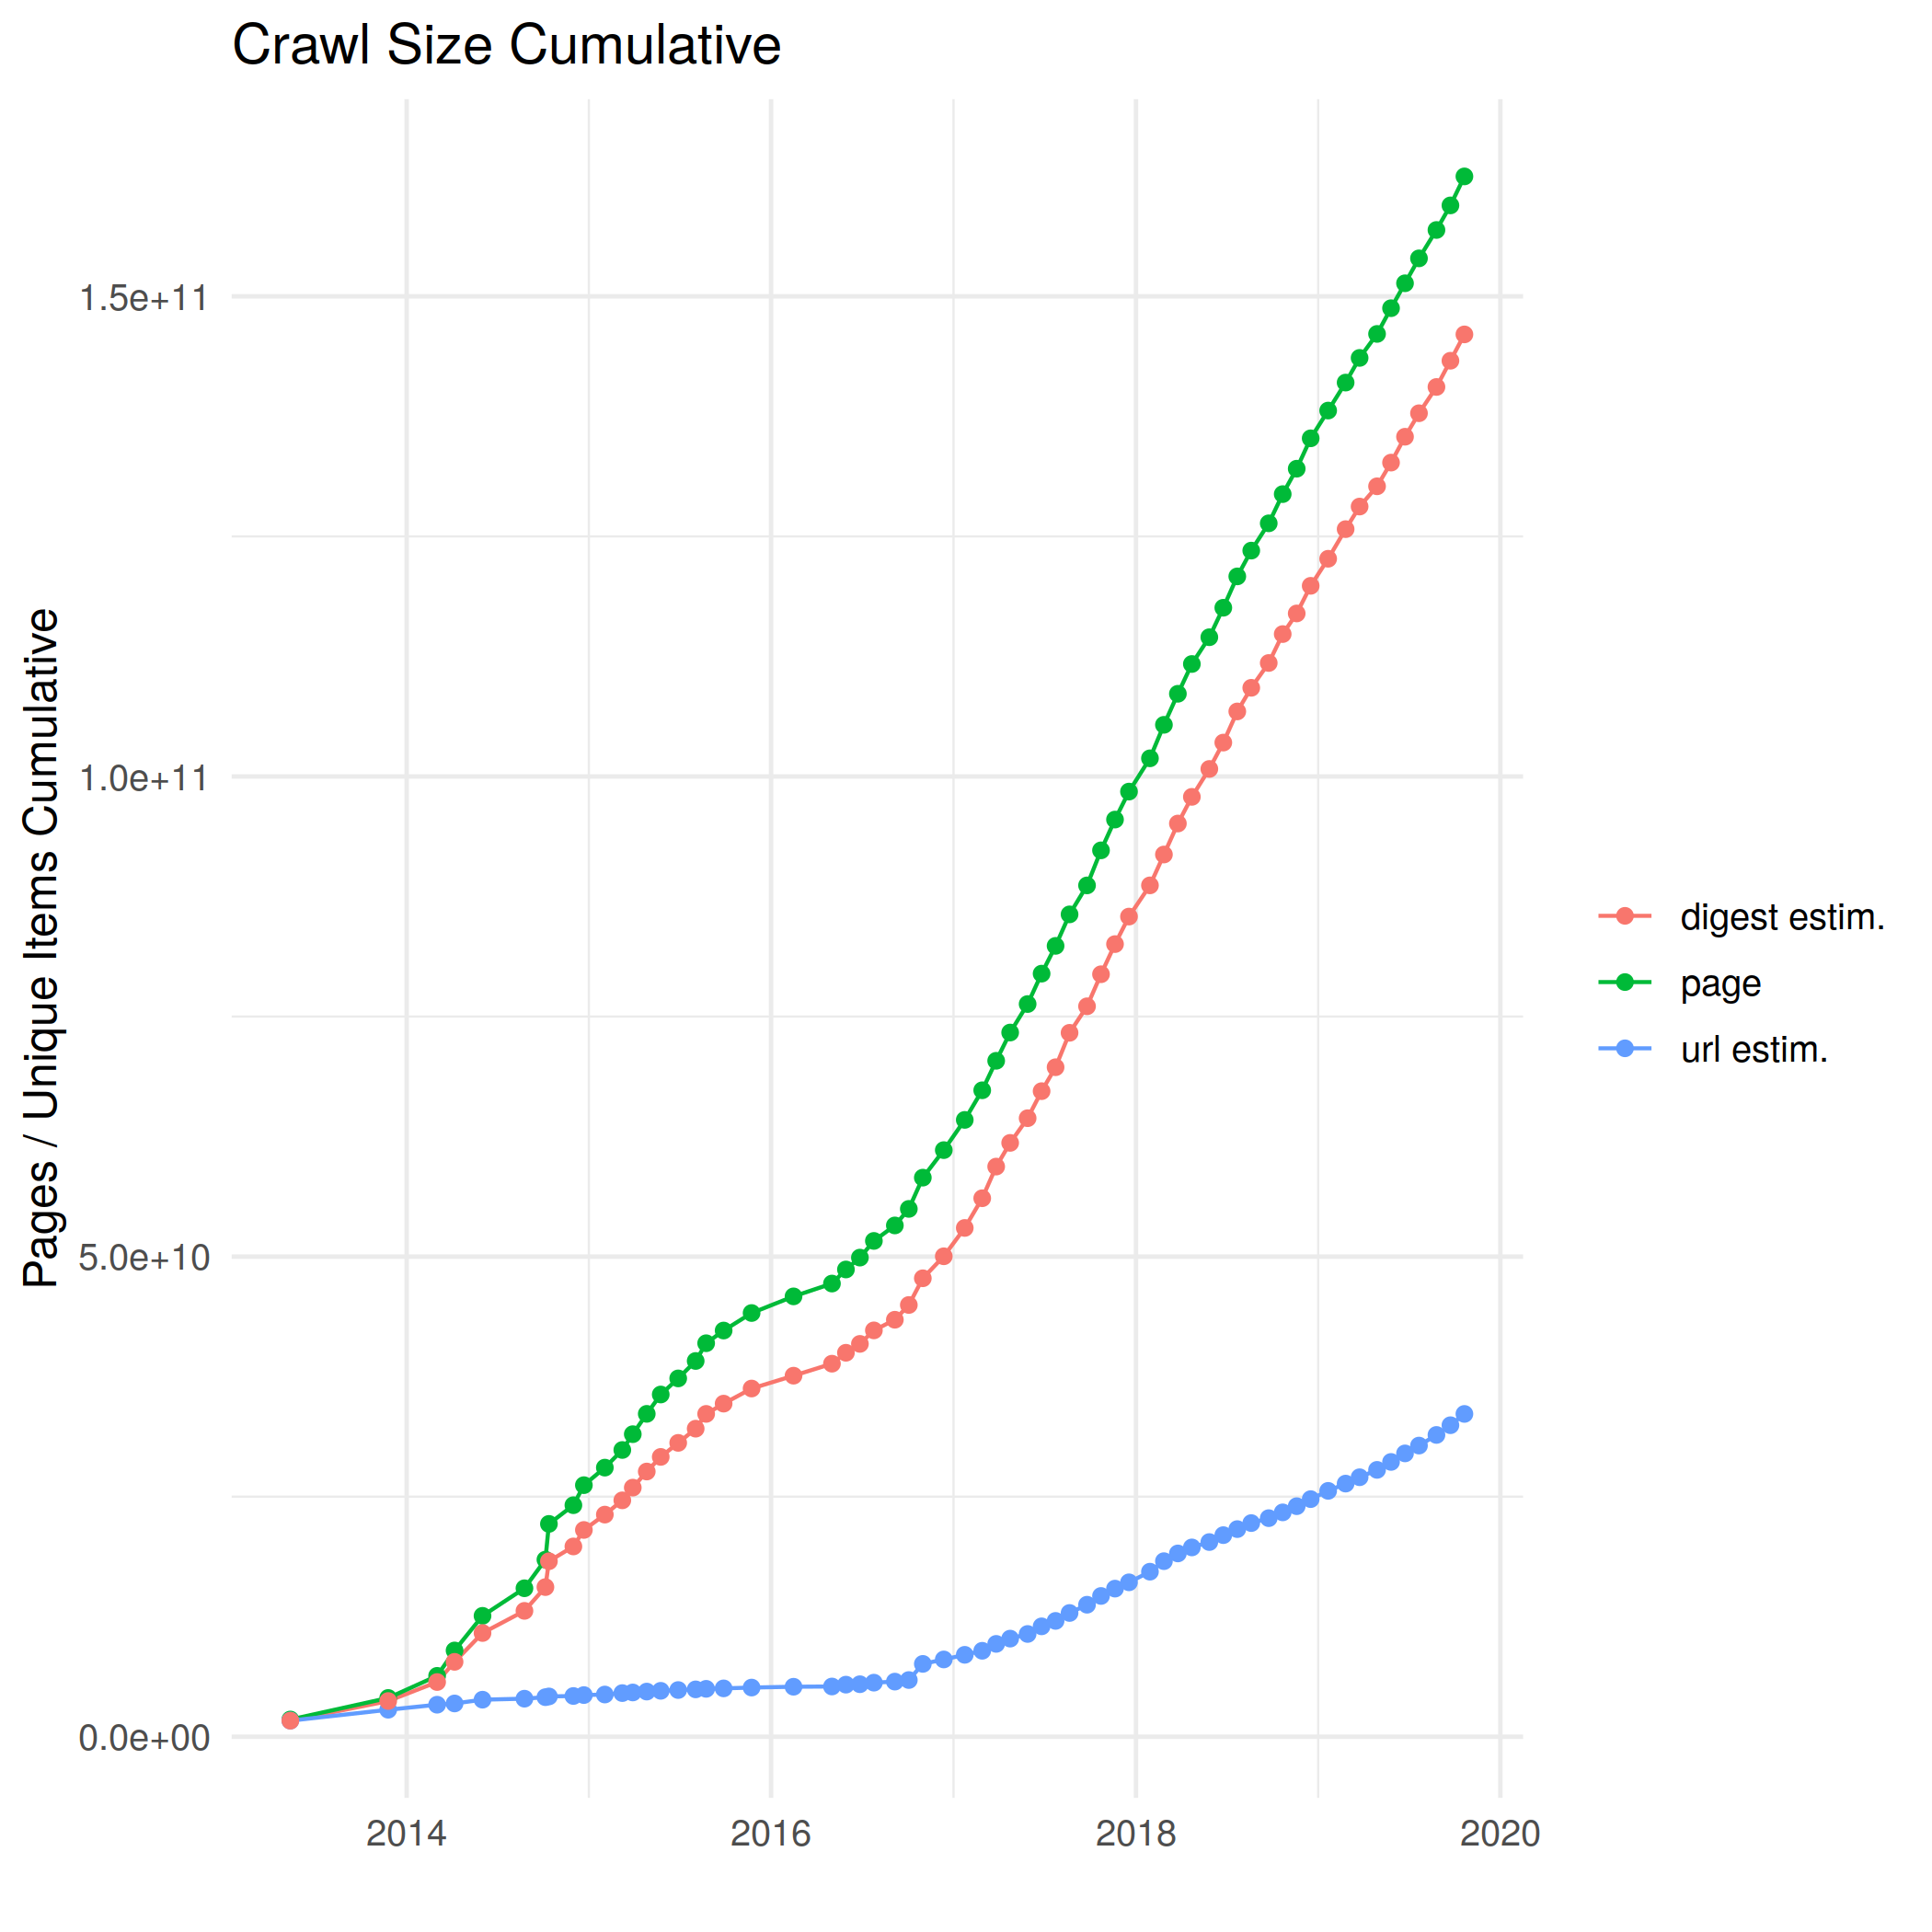 Crawl Size Cumulative
Pages / Unique Items Cumulative
1.5e+11
1.0e+11
5.0e+10
0.0e+00
2014
2016
2018
2020
digest estim.
page
url estim.